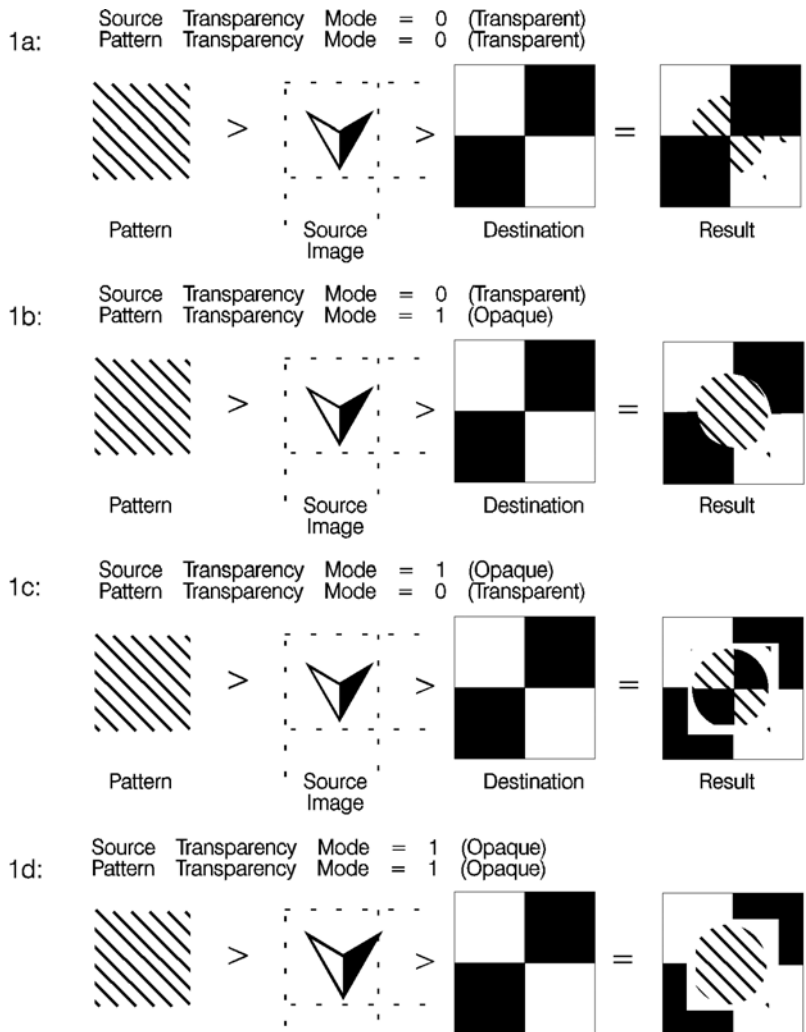 Source Transparency Mode = 0 (Transparent)
1a: Pattern Transparency Mode = 0 (Transparent)
> > =
Pattern Source Image Destination Result
Source Transparency Mode = 0 (Transparent)
1b: Pattern Transparency Mode = 1 (Opaque)
> > =
Pattern Source Image Destination Result
Source Transparency Mode = 1 (Opaque)
1c: Pattern Transparency Mode = 0 (Transparent)
> > =
Pattern Source Image Destination Result
Source Transparency Mode = 1 (Opaque)
1d: Pattern Transparency Mode = 1 (Opaque)
> > =